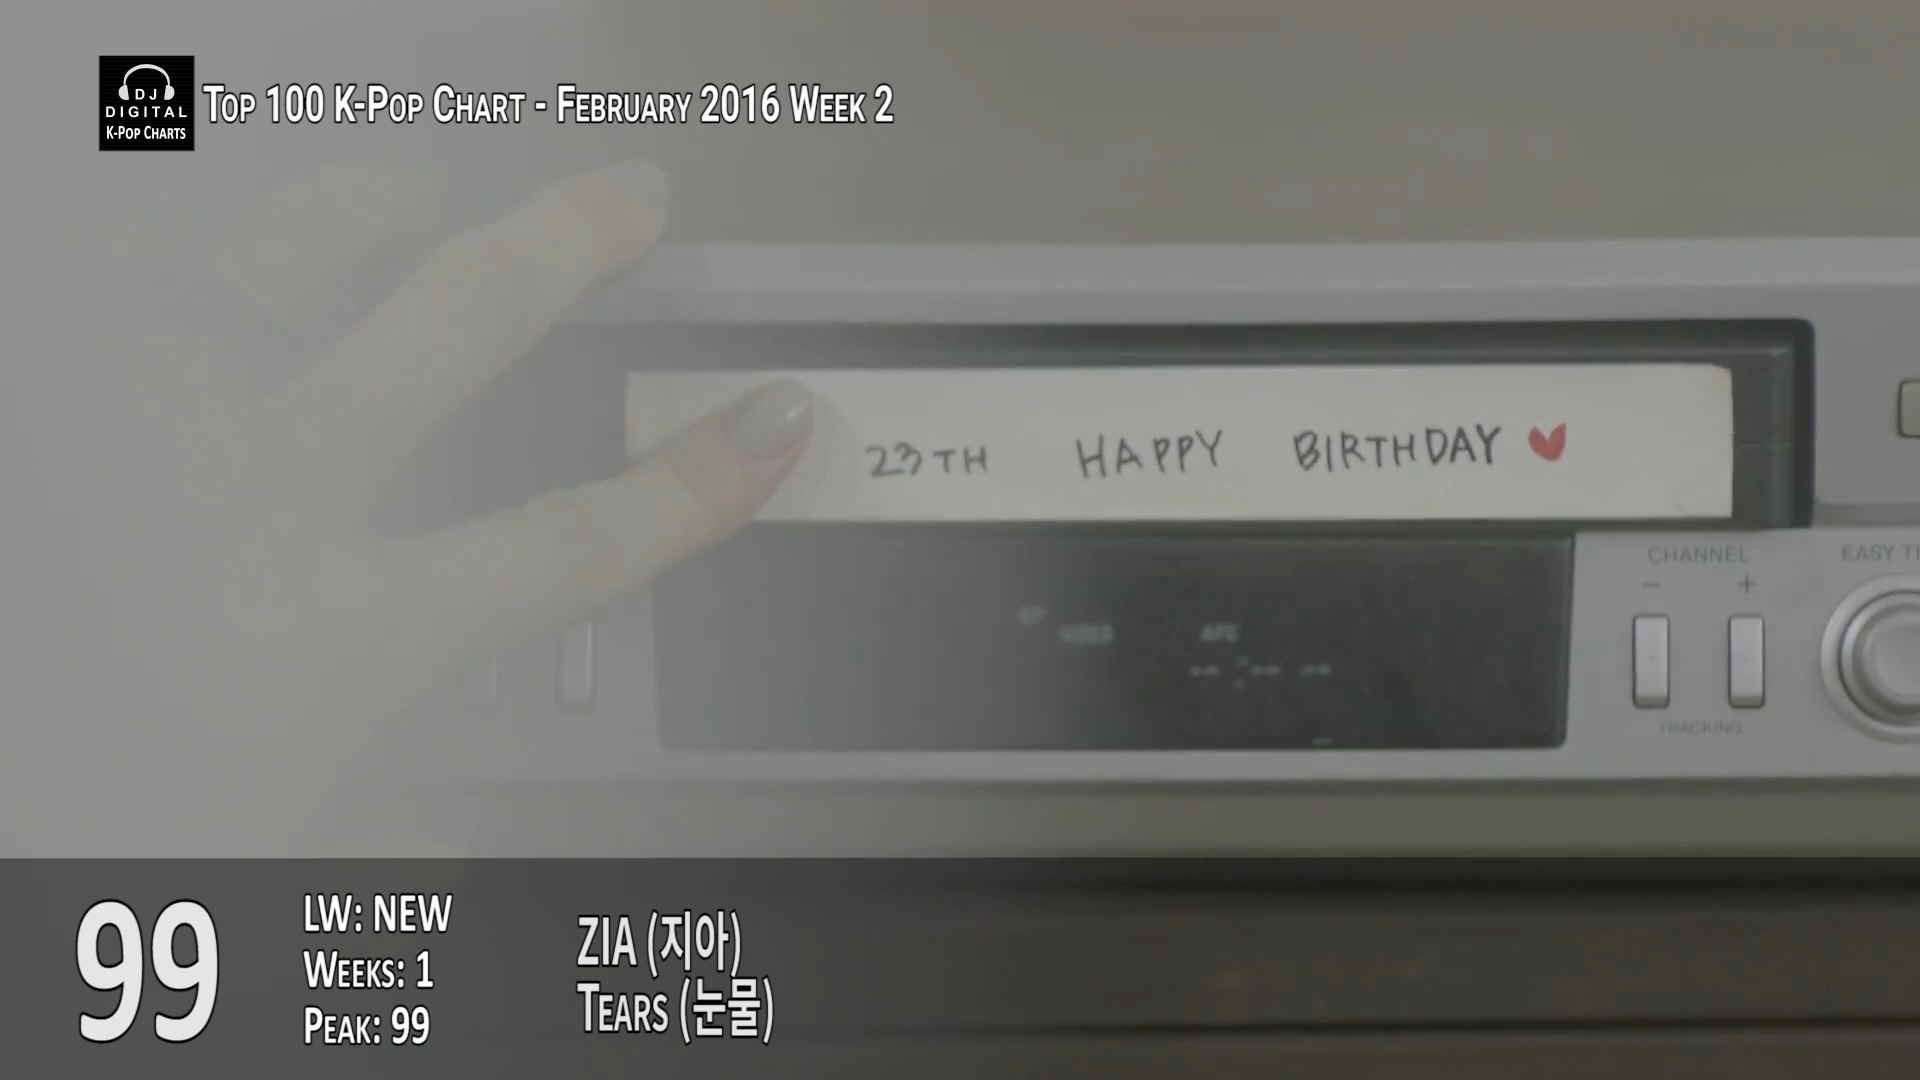 DJ
DIGITAL
K-Pop Charts
Top 100 K-Pop Chart - February 2016 Week 2
23TH HAPPY BIRTHDAY
CHANNEL
EASY
- +
TRACKING
99
LW: NEW
Weeks: 1
Peak: 99
ZIA (지아)
Tears (눈물)